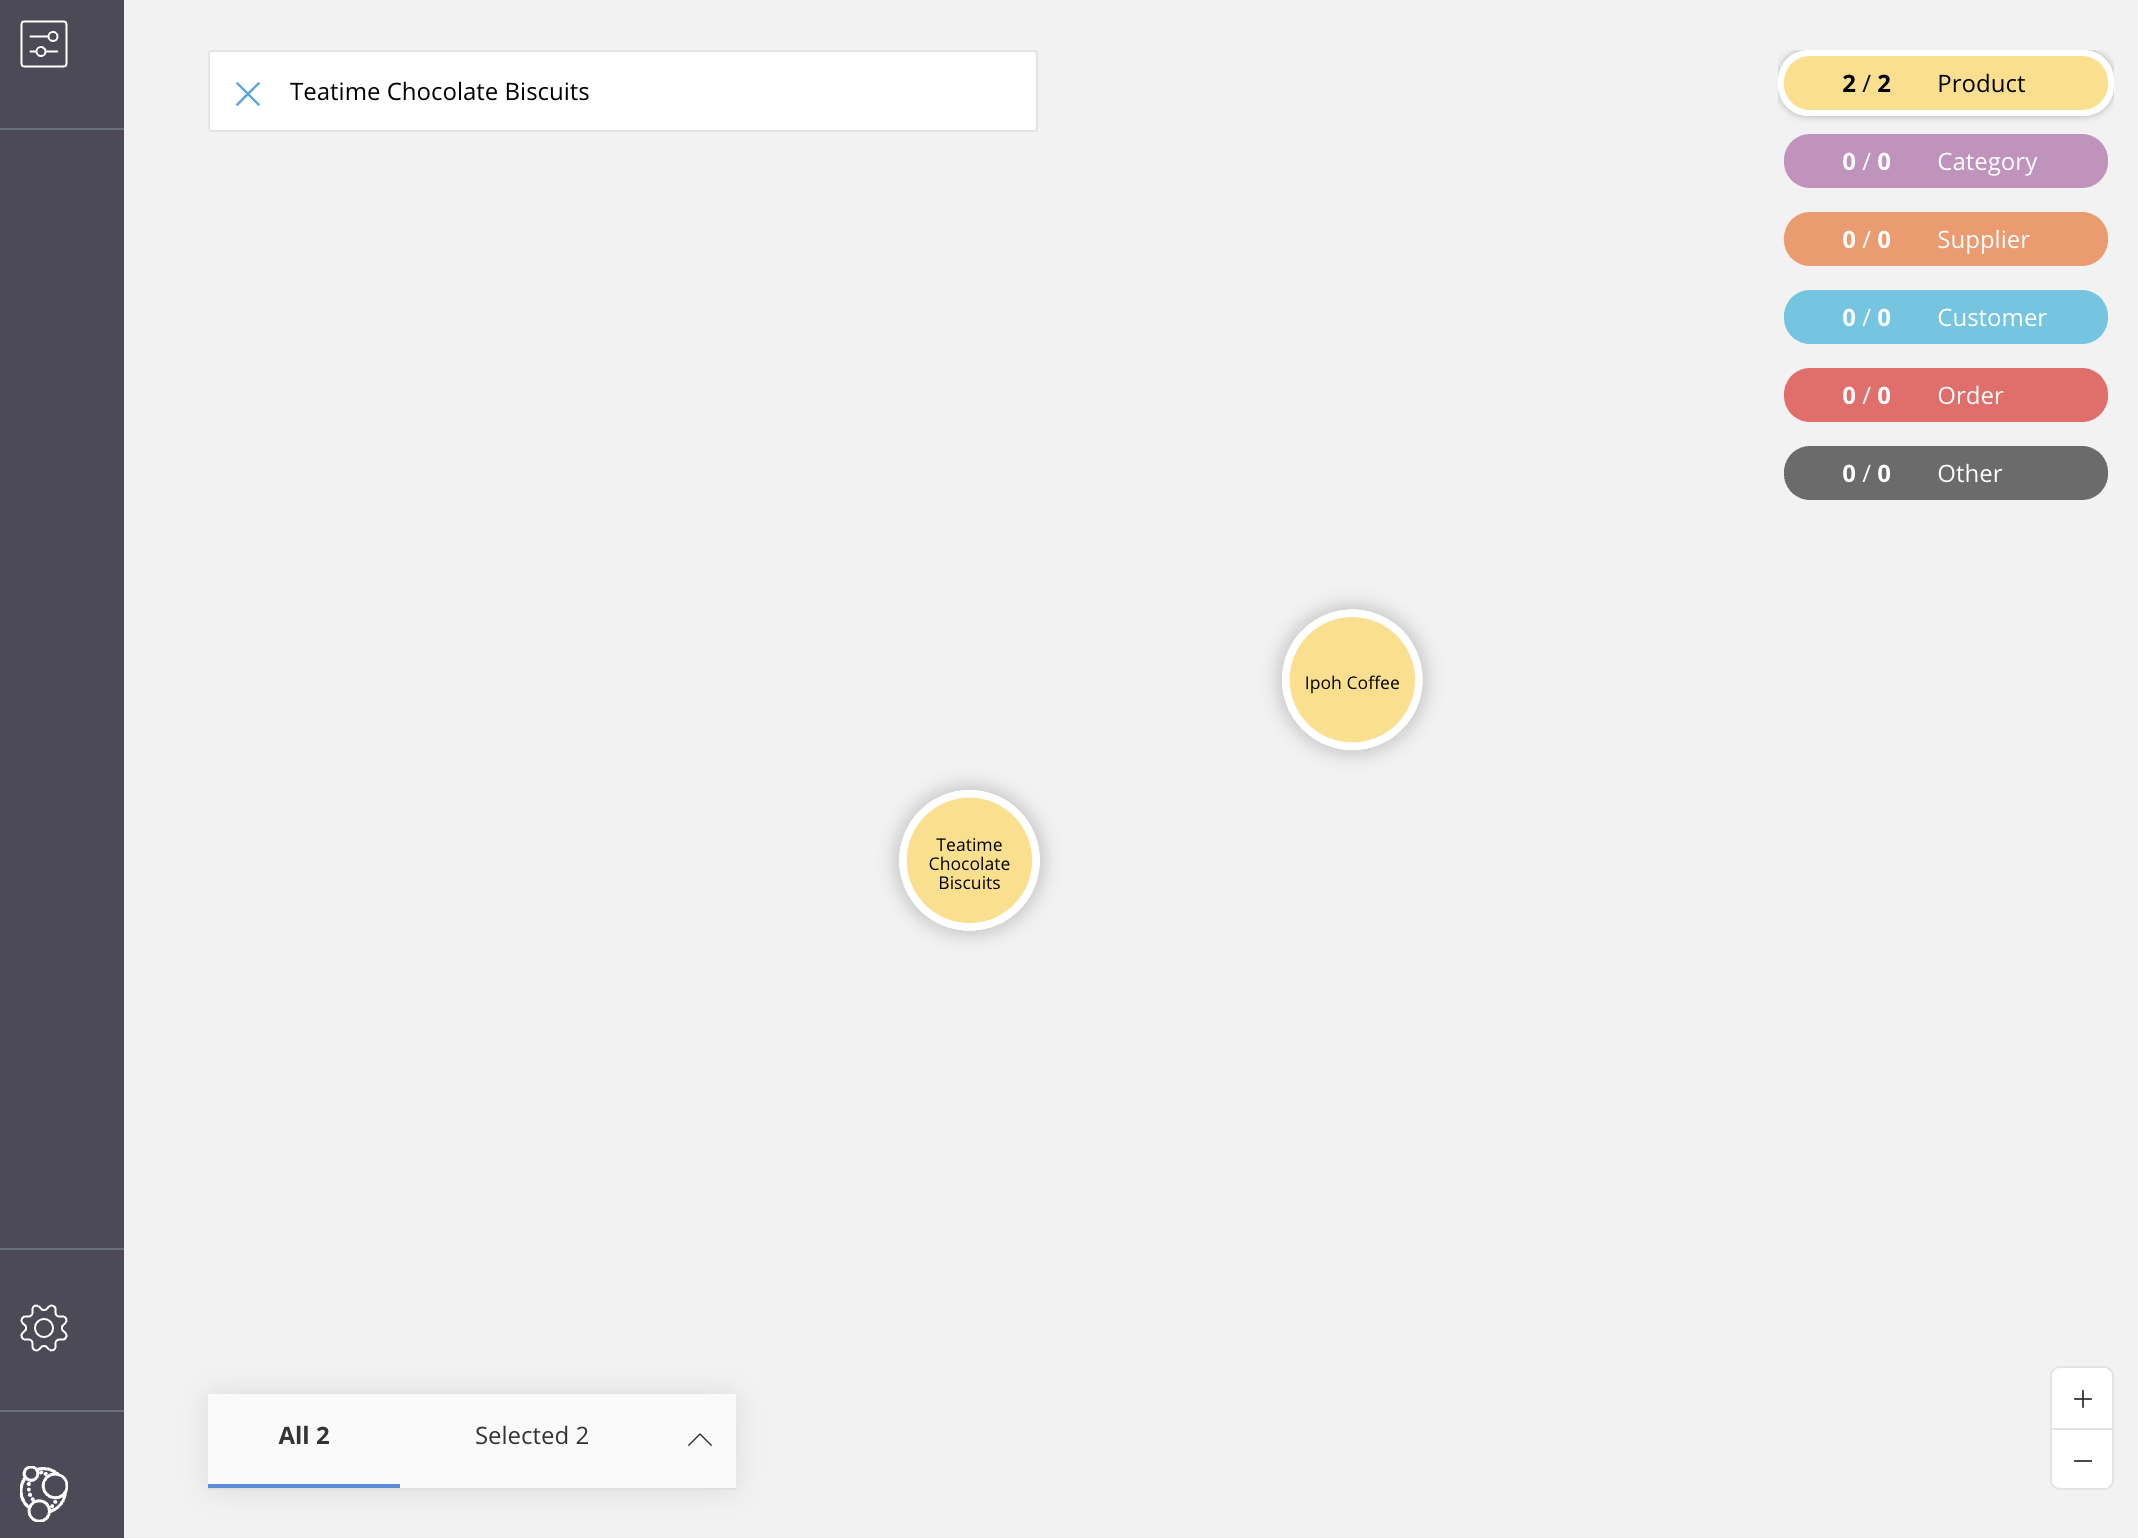 Teatime Chocolate Biscuits
2 / 2 Product
0 / 0 Category
0 / 0 Supplier
0 / 0 Customer
0 / 0 Order
0 / 0 Other
Ipoh Coffee
Teatime
Chocolate
Biscuits
All 2 Selected 2